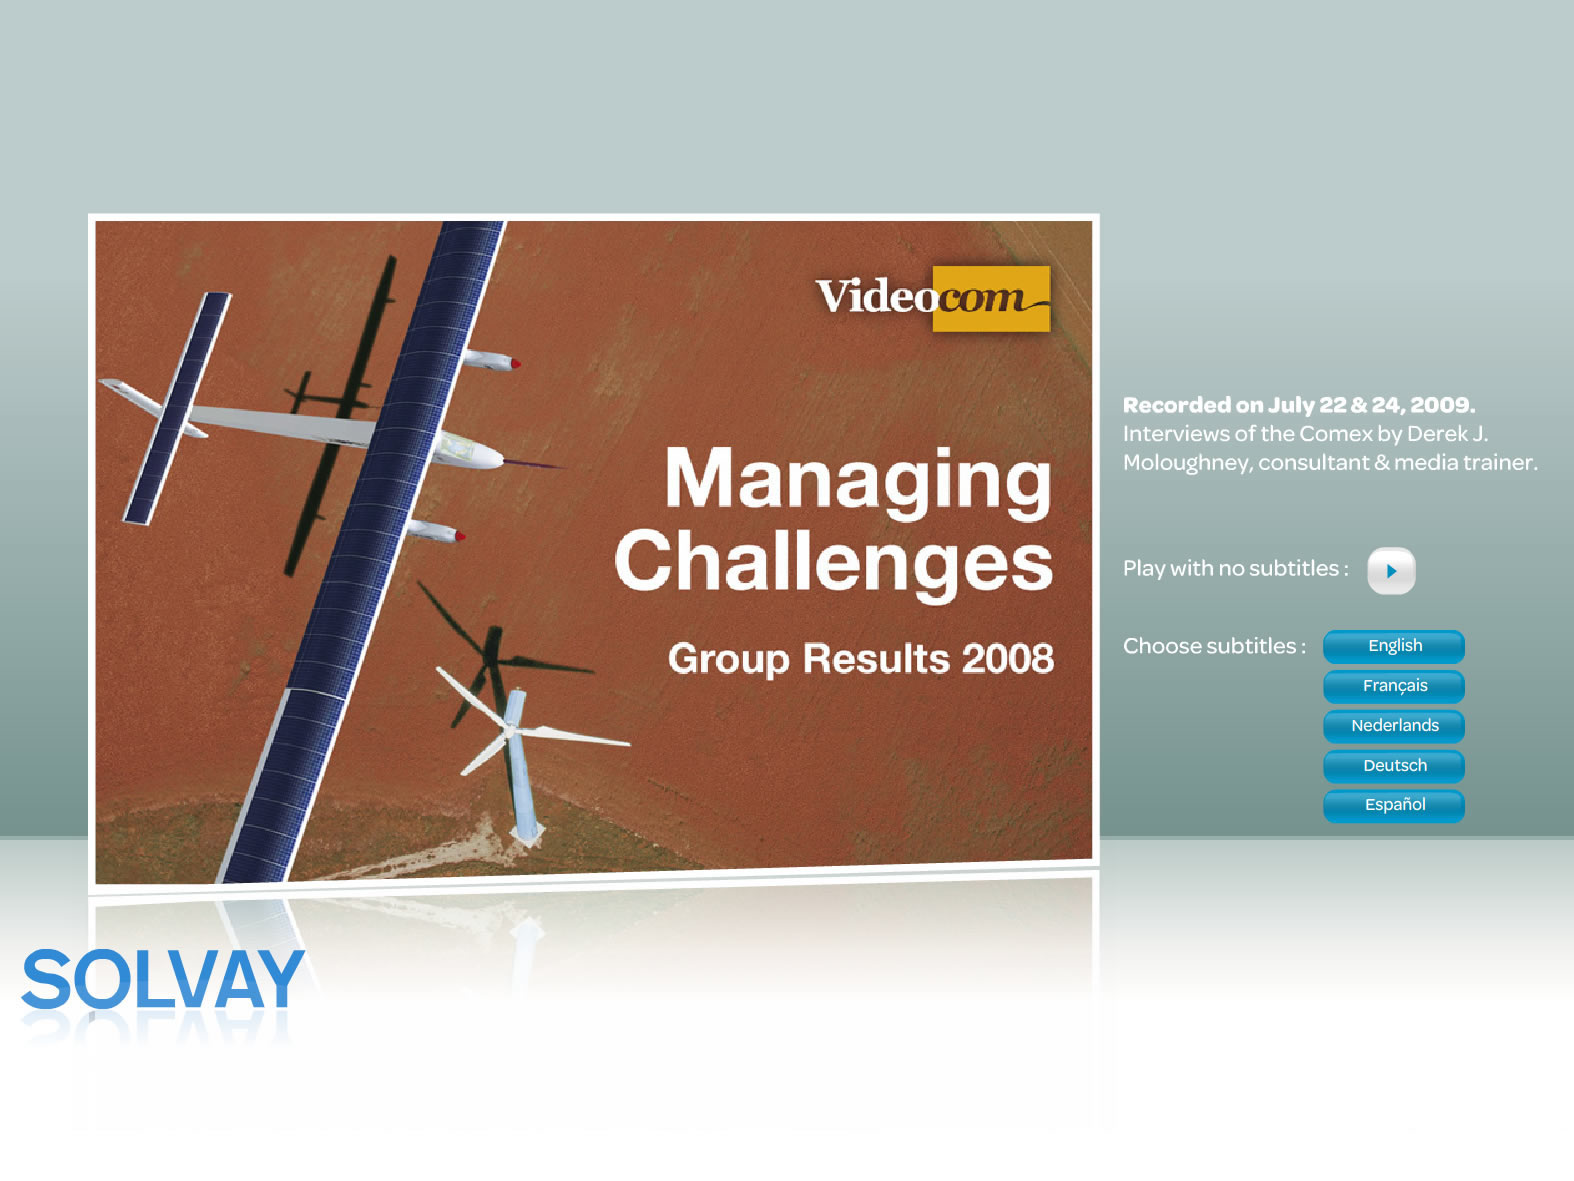 Videocom
Managing
Challenges
Group Results 2008
Recorded on July 22 & 24, 2009.
Interviews of the Comex by Derek J.
Moloughney, consultant & media trainer.
Play with no subtitles :
Choose subtitles :
English
Français
Nederlands
Deutsch
Español
SOLVAY